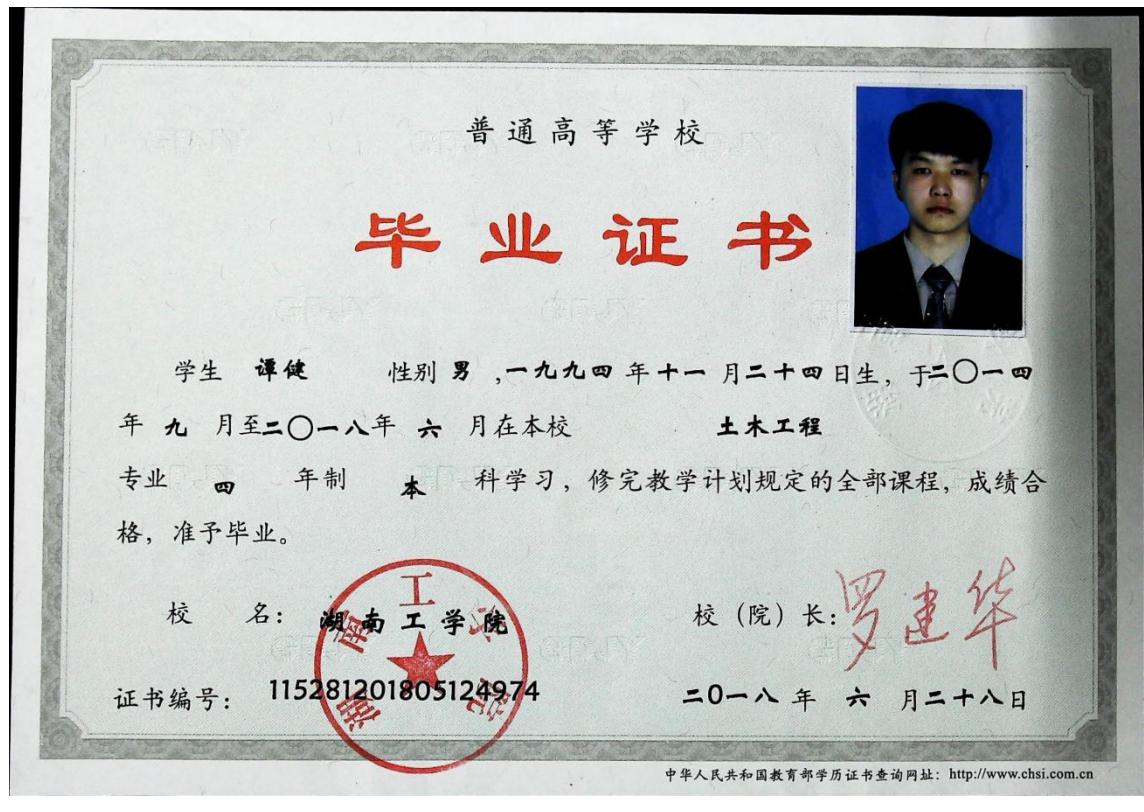 普通高等学校
毕业证书
学生 谭健 性别 男 ,一九九四 年 十一 月二十四日生，于二〇一四
年 九 月至二〇一八年 六 月在本校 土木工程
专业 四 年制 本 科学习，修完教学计划规定的全部课程，成绩合
格，准予毕业。
校 名： 湖南工学院 校（院）长：罗建华
湖南工学院
证书编号： 115281201805124974 二〇一八 年 六 月二十八日
中华人民共和国教育部学历证书查询网址：http://www.chsi.com.cn